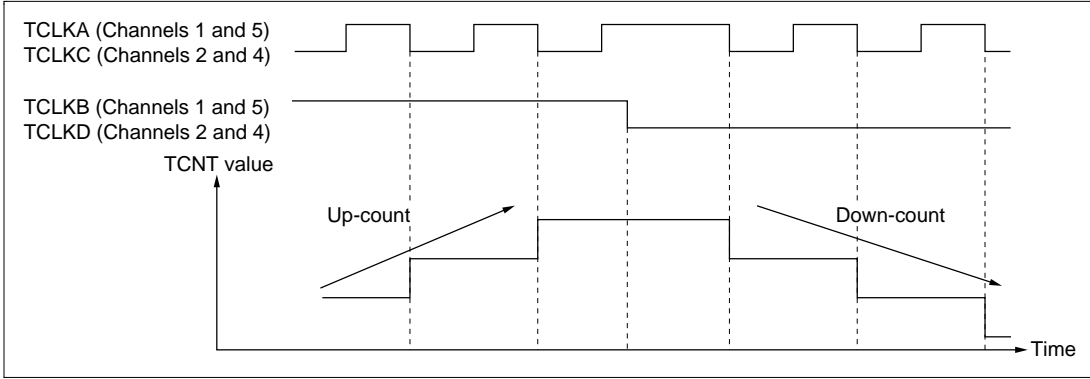 TCLKA (Channels 1 and 5)
TCLKC (Channels 2 and 4)
TCLKB (Channels 1 and 5)
TCLKD (Channels 2 and 4)
TCNT value
Up-count
Down-count
Time